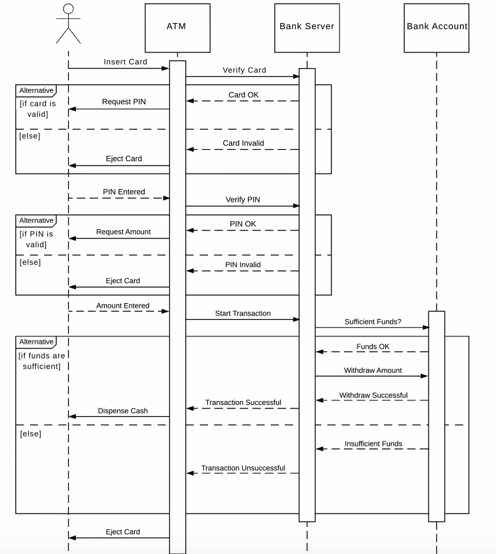 ATM
Bank Server
Bank Account
Insert Card
Verify Card
Alternative
Card OK
[if card is
valid]
Request PIN
[else]
Card Invalid
Eject Card
PIN Entered
Verify PIN
Alternative
PIN OK
[if PIN is
valid]
Request Amount
[else]
PIN Invalid
Eject Card
Amount Entered
Start Transaction
Sufficient Funds?
Alternative
Funds OK
[if funds are
sufficient]
Withdraw Amount
Withdraw Successful
Transaction Successful
Dispense Cash
[else]
Insufficient Funds
Transaction Unsuccessful
Eject Card